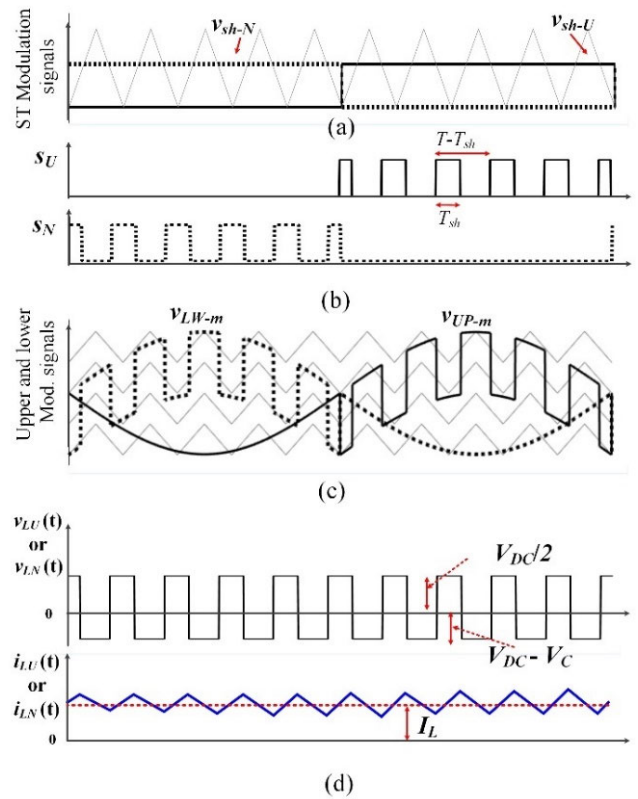 ST Modulation
signals
v_sh-N
v_sh-U
(a)
s_U
T-T_sh
T_sh
s_N
(b)
Upper and lower
Mod. signals
v_LW-m
v_UP-m
(c)
v_LU(t)
or
v_LN(t)
0
V_DC/2
V_DC - V_C
i_LU(t)
or
i_LN(t)
0
I_L
(d)